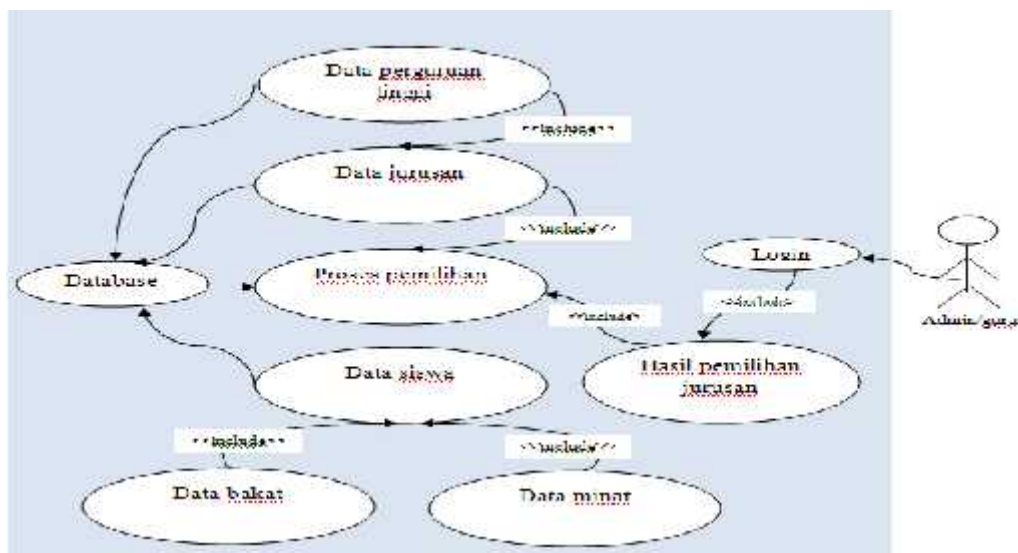 Data perguruan
tinggi
<<include>>
Data jurusan
<<include>>
Proses pemilihan
Database
Login
<<include>>
<<include>>
Admin/guru
Hasil pemilihan
jurusan
Data siswa
<<include>>
<<include>>
Data bakat
Data minat